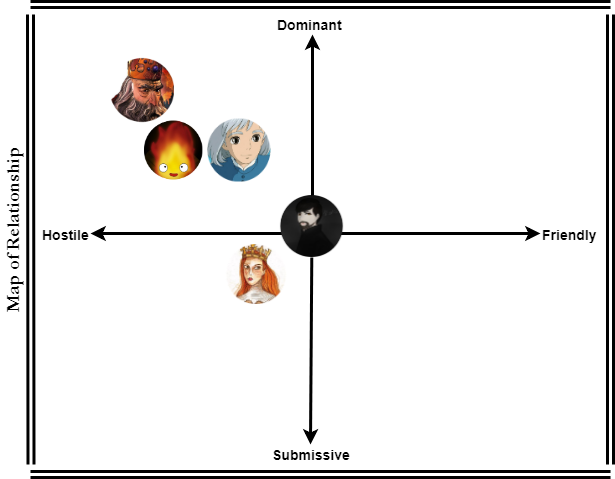 Dominant
Map of Relationship
Hostile
Friendly
Submissive